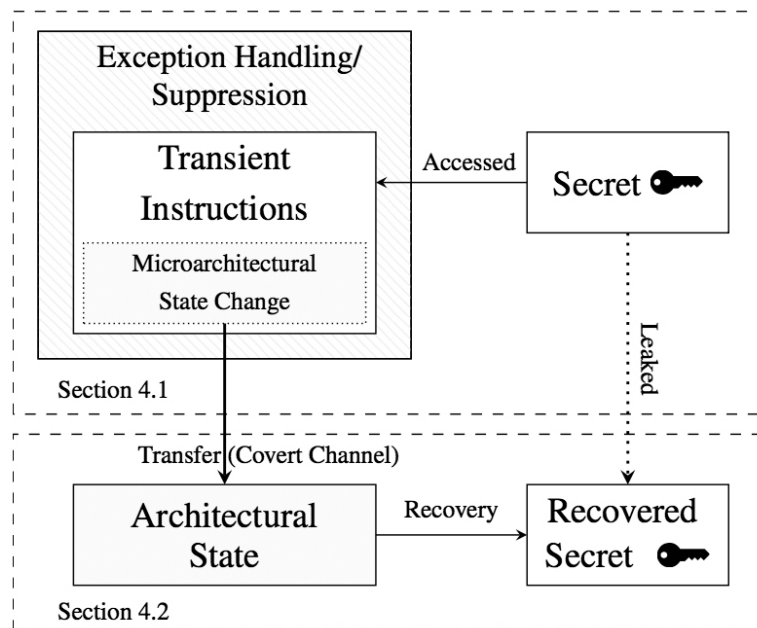 Exception Handling/
Suppression
Transient
Instructions
Microarchitectural
State Change
Accessed
Secret
Leaked
Section 4.1
Transfer (Covert Channel)
Architectural
State
Recovery
Recovered
Secret
Section 4.2